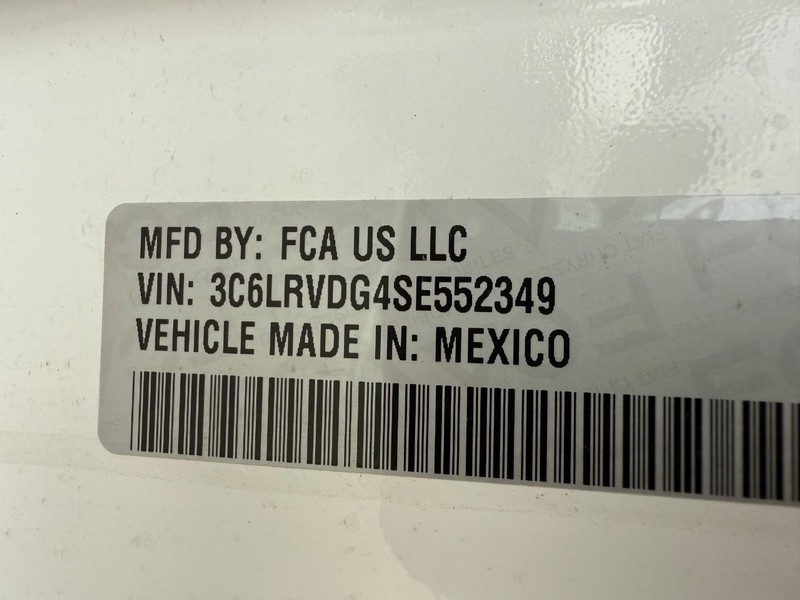 MFD BY: FCA US LLC
VIN: 3C6LRVDG4SE552349
VEHICLE MADE IN: MEXICO